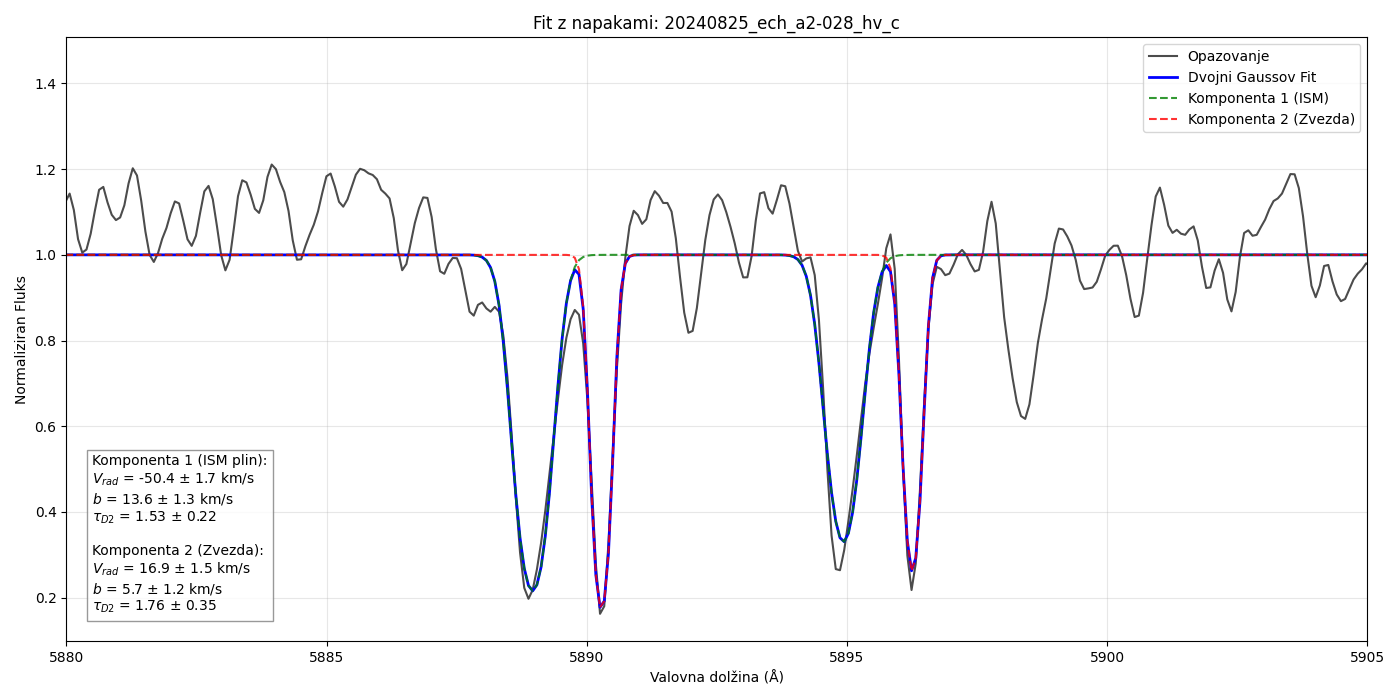 Fit z napakami: 20240825_ech_a2-028_hv_c
Normaliziran Fluks
1.4
1.2
1.0
0.8
0.6
0.4
0.2
Opazovanje
Dvojni Gaussov Fit
Komponenta 1 (ISM)
Komponenta 2 (Zvezda)
Komponenta 1 (ISM plin):
V_rad = -50.4 ± 1.7 km/s
b = 13.6 ± 1.3 km/s
τ_D2 = 1.53 ± 0.22
Komponenta 2 (Zvezda):
V_rad = 16.9 ± 1.5 km/s
b = 5.7 ± 1.2 km/s
τ_D2 = 1.76 ± 0.35
5880 5885 5890 5895 5900 5905
Valovna dolžina (Å)